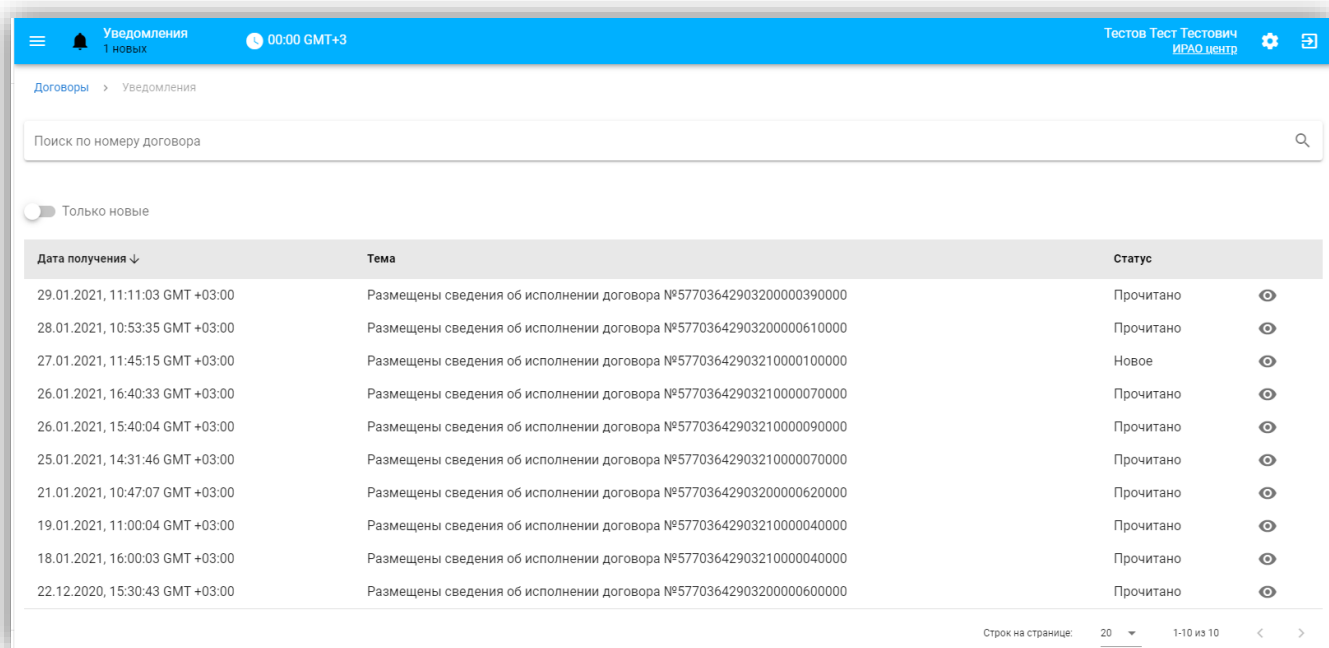 Уведомления
1 новых
00:00 GMT+3
Тестов Тест Тестович
ИРАО центр
Договоры > Уведомления
Поиск по номеру договора
Только новые
Дата получения Тема Статус
29.01.2021, 11:11:03 GMT +03:00 Размещены сведения об исполнении договора №57703642903200000390000 Прочитано
28.01.2021, 10:53:35 GMT +03:00 Размещены сведения об исполнении договора №57703642903200000610000 Прочитано
27.01.2021, 11:45:15 GMT +03:00 Размещены сведения об исполнении договора №57703642903210000100000 Новое
26.01.2021, 16:40:33 GMT +03:00 Размещены сведения об исполнении договора №57703642903210000070000 Прочитано
26.01.2021, 15:40:04 GMT +03:00 Размещены сведения об исполнении договора №57703642903210000090000 Прочитано
25.01.2021, 14:31:46 GMT +03:00 Размещены сведения об исполнении договора №57703642903210000070000 Прочитано
21.01.2021, 10:47:07 GMT +03:00 Размещены сведения об исполнении договора №57703642903200000620000 Прочитано
19.01.2021, 11:00:04 GMT +03:00 Размещены сведения об исполнении договора №57703642903210000040000 Прочитано
18.01.2021, 16:00:03 GMT +03:00 Размещены сведения об исполнении договора №57703642903210000040000 Прочитано
22.12.2020, 15:30:43 GMT +03:00 Размещены сведения об исполнении договора №57703642903200000600000 Прочитано
Строк на странице: 20 1-10 из 10